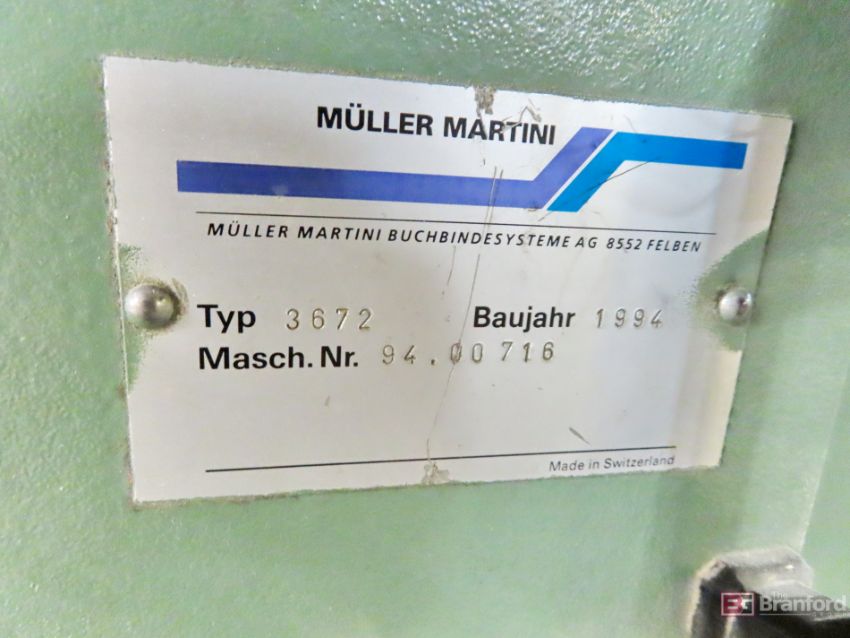 MÜLLER MARTINI
MÜLLER MARTINI BUCHBINDESYSTEME AG 8552 FELBEN
Typ 3672 Baujahr 1994
Masch. Nr. 94.00716
Made in Switzerland
The Branford